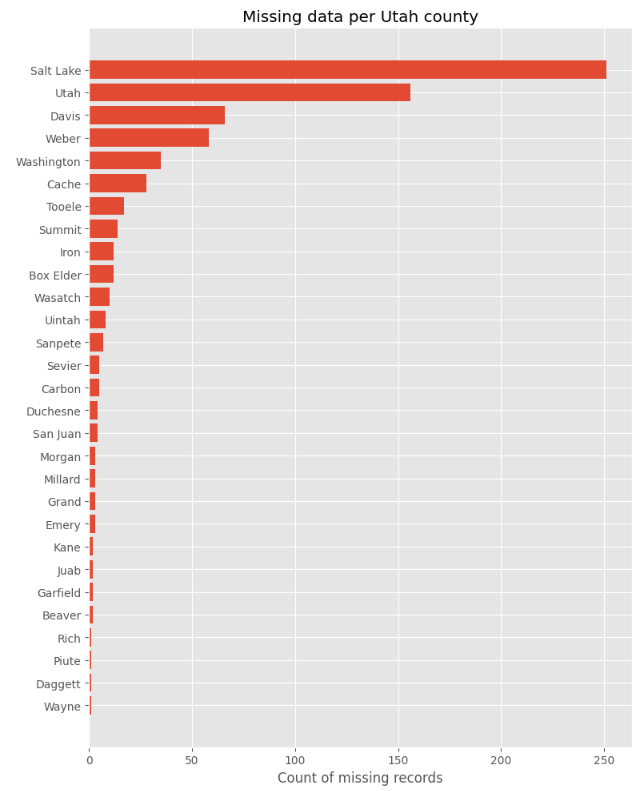 Missing data per Utah county
Salt Lake
Utah
Davis
Weber
Washington
Cache
Tooele
Summit
Iron
Box Elder
Wasatch
Uintah
Sanpete
Sevier
Carbon
Duchesne
San Juan
Morgan
Millard
Grand
Emery
Kane
Juab
Garfield
Beaver
Rich
Piute
Daggett
Wayne
0 50 100 150 200 250
Count of missing records